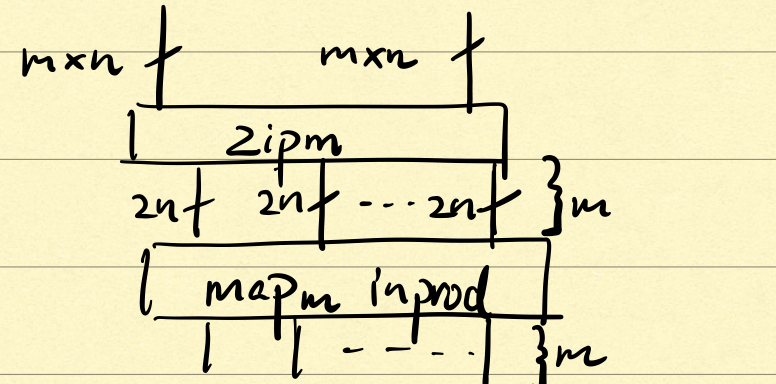 m×n m×n
Zipm
2n 2n ---- 2n } m
mapm inprod
---- } m